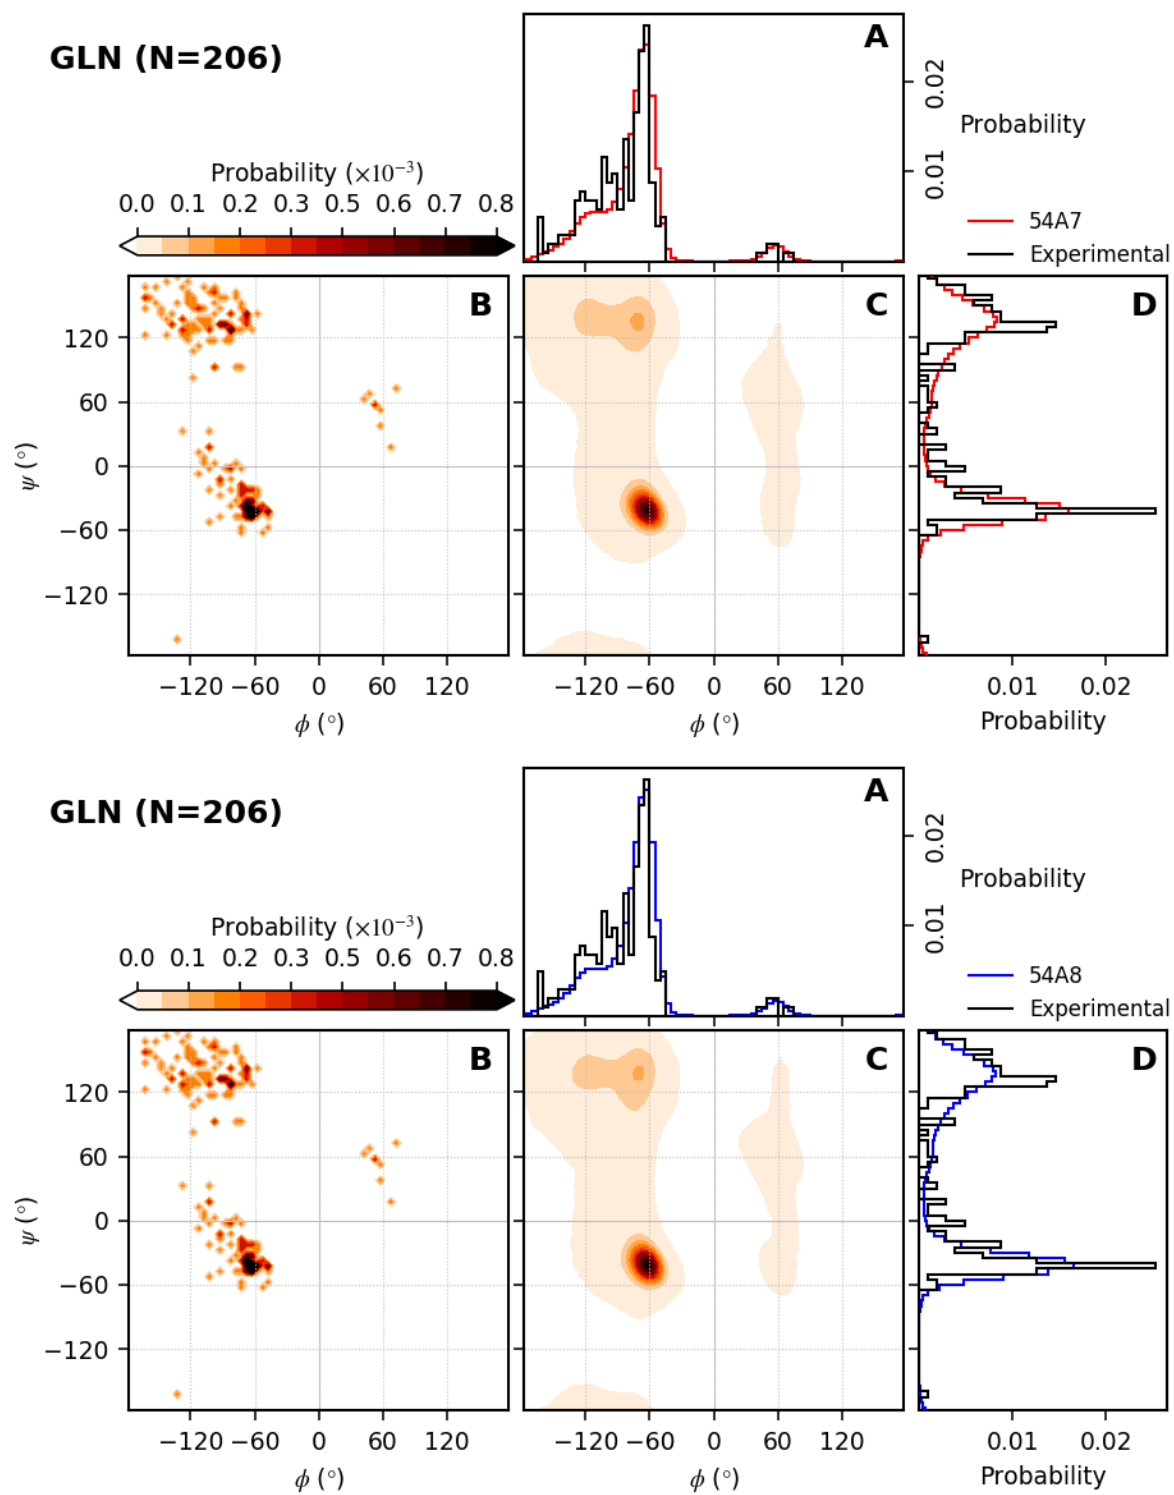 GLN (N=206)
A
0.02
0.01
Probability
Probability (×10⁻³)
0.0 0.1 0.2 0.3 0.4 0.5 0.6 0.7 0.8
54A7
Experimental
B
C
D
120
60
0
−60
−120
ψ (°)
−120 −60 0 60 120
ϕ (°)
−120 −60 0 60 120
ϕ (°)
0.01 0.02
Probability
GLN (N=206)
A
0.02
0.01
Probability
Probability (×10⁻³)
0.0 0.1 0.2 0.3 0.4 0.5 0.6 0.7 0.8
54A8
Experimental
B
C
D
120
60
0
−60
−120
ψ (°)
−120 −60 0 60 120
ϕ (°)
−120 −60 0 60 120
ϕ (°)
0.01 0.02
Probability